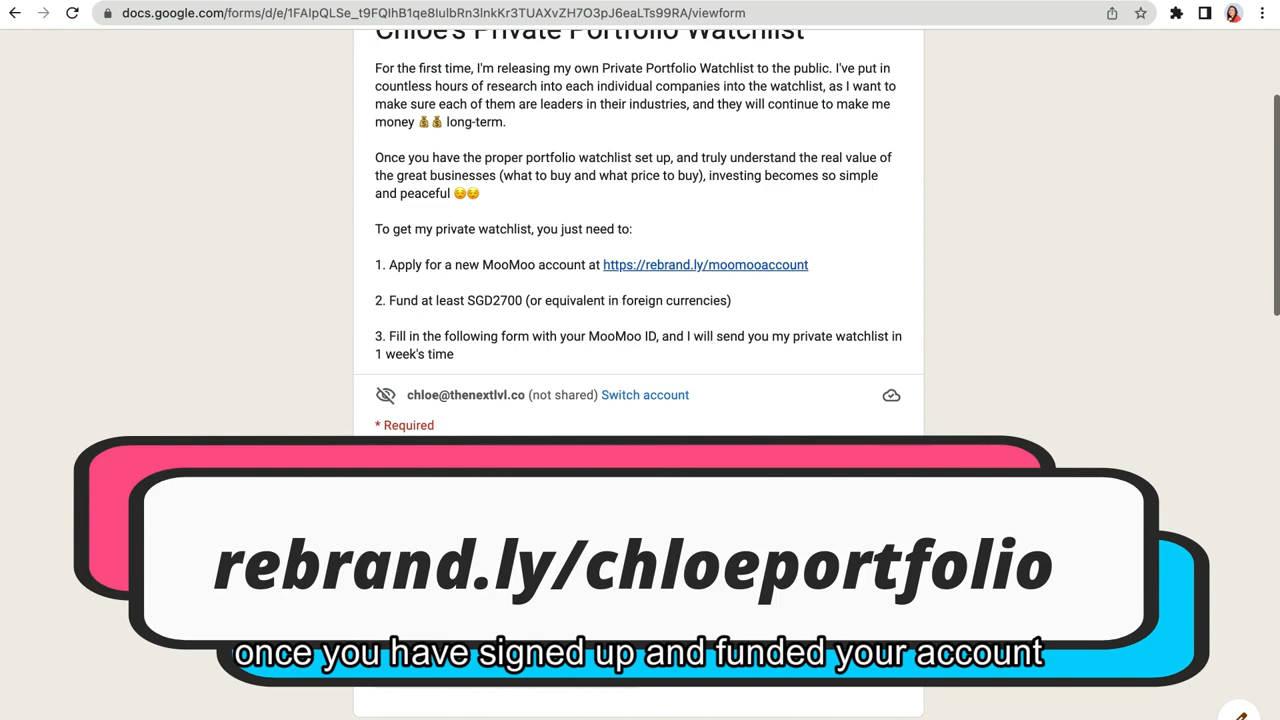 docs.google.com/forms/d/e/1FAIpQLSe_t9FQIhB1qe8lulbRn3lnkKr3TUAXvZH7O3pJ6eaLTs99RA/viewform
Chloe's Private Portfolio Watchlist
For the first time, I'm releasing my own Private Portfolio Watchlist to the public. I've put in
countless hours of research into each individual companies into the watchlist, as I want to
make sure each of them are leaders in their industries, and they will continue to make me
money 💰💰 long-term.
Once you have the proper portfolio watchlist set up, and truly understand the real value of
the great businesses (what to buy and what price to buy), investing becomes so simple
and peaceful 😌😌
To get my private watchlist, you just need to:
1. Apply for a new MooMoo account at https://rebrand.ly/moomooaccount
2. Fund at least SGD2700 (or equivalent in foreign currencies)
3. Fill in the following form with your MooMoo ID, and I will send you my private watchlist in
1 week's time
chloe@thenextlvl.co (not shared) Switch account
* Required
rebrand.ly/chloeportfolio
once you have signed up and funded your account